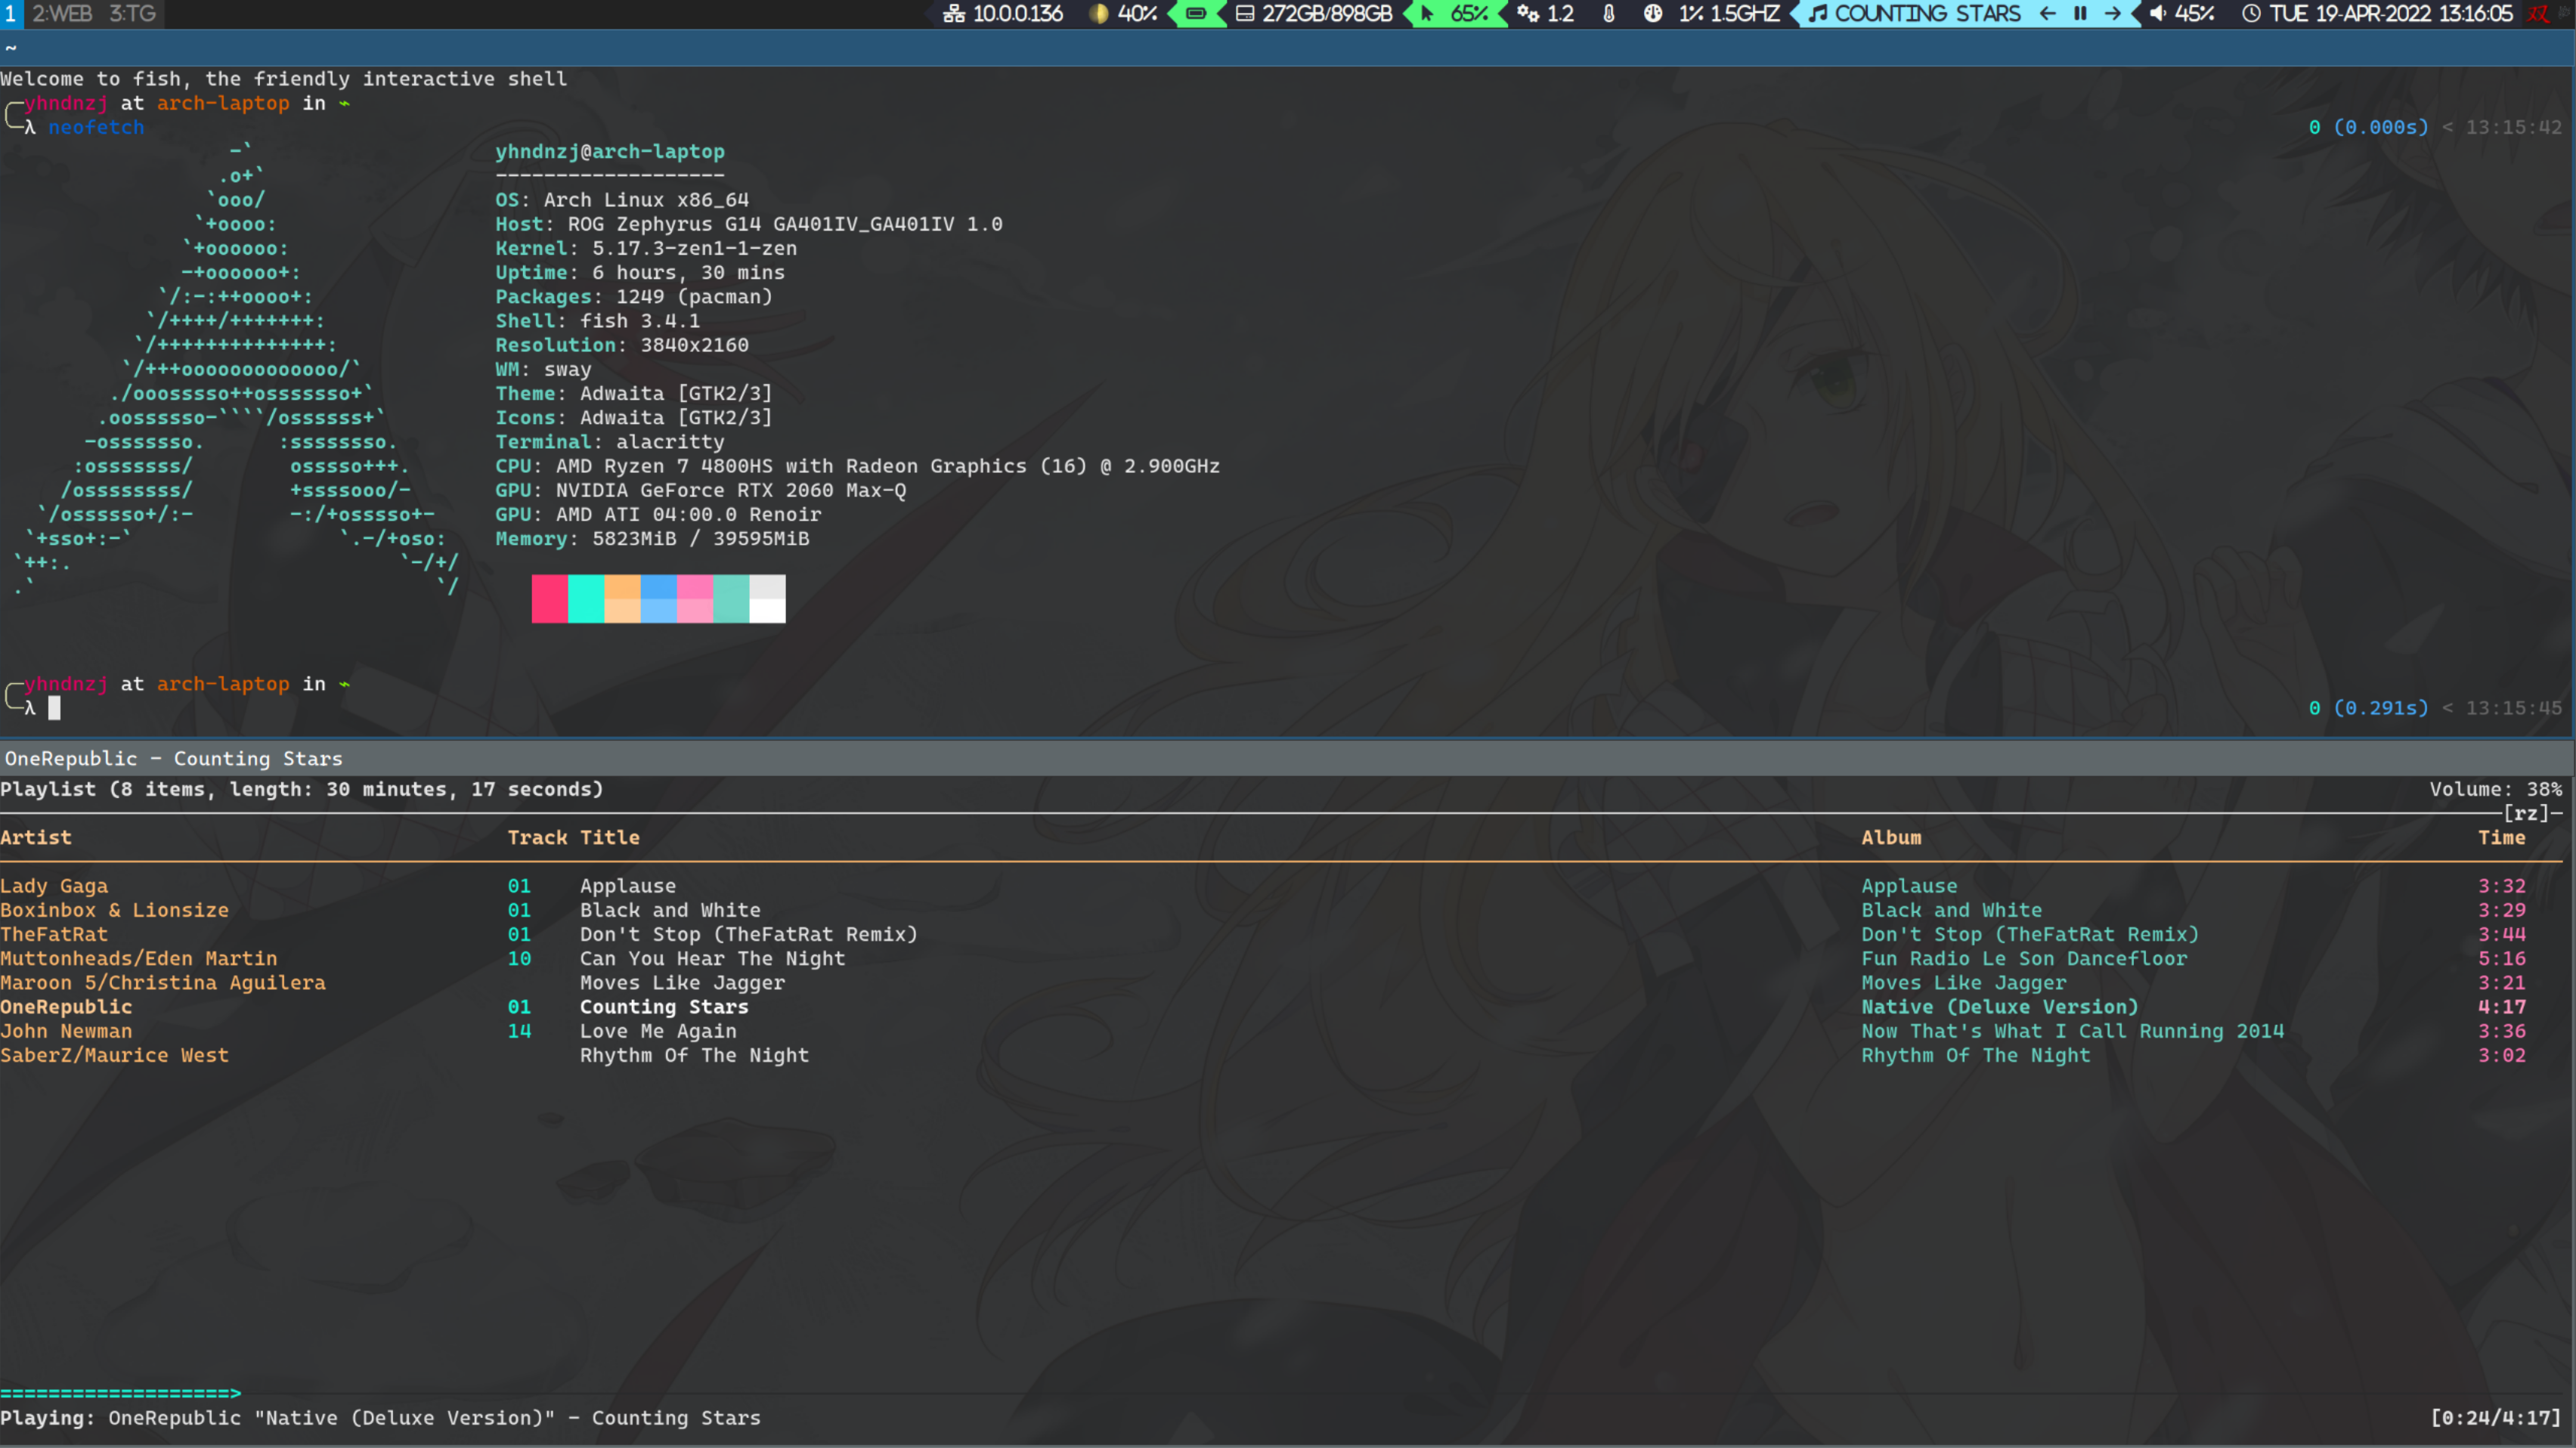 1 2:WEB 3:TG 10.0.0.136 40% 272GB/898GB 65% 1.2 1% 1.5GHZ COUNTING STARS ← → 45% TUE 19-APR-2022 13:16:05 双
~
Welcome to fish, the friendly interactive shell
yhndnzj at arch-laptop in ~
λ neofetch 0 (0.000s) < 13:15:42
-` yhndnzj@arch-laptop
.o+` -------------------
`ooo/ OS: Arch Linux x86_64
`+oooo: Host: ROG Zephyrus G14 GA401IV_GA401IV 1.0
`+oooooo: Kernel: 5.17.3-zen1-1-zen
-+oooooo+: Uptime: 6 hours, 30 mins
`/:-:++oooo+: Packages: 1249 (pacman)
`/++++/+++++++: Shell: fish 3.4.1
`/++++++++++++++: Resolution: 3840x2160
`/+++ooooooooooooo/` WM: sway
./ooosssso++osssssso+` Theme: Adwaita [GTK2/3]
.oossssso-````/ossssss+` Icons: Adwaita [GTK2/3]
-osssssso. :ssssssso. Terminal: alacritty
:osssssss/ osssso+++. CPU: AMD Ryzen 7 4800HS with Radeon Graphics (16) @ 2.900GHz
/ossssssss/ +ssssooo/- GPU: NVIDIA GeForce RTX 2060 Max-Q
`/ossssso+/:- -:/+osssso+- GPU: AMD ATI 04:00.0 Renoir
`+sso+:-` `.-/+oso: Memory: 5823MiB / 39595MiB
`++:. `-/+/
.` `/
yhndnzj at arch-laptop in ~
λ 0 (0.291s) < 13:15:45
OneRepublic - Counting Stars
Playlist (8 items, length: 30 minutes, 17 seconds) Volume: 38%
[rz]
Artist Track Title Album Time
Lady Gaga 01 Applause Applause 3:32
Boxinbox & Lionsize 01 Black and White Black and White 3:29
TheFatRat 01 Don't Stop (TheFatRat Remix) Don't Stop (TheFatRat Remix) 3:44
Muttonheads/Eden Martin 10 Can You Hear The Night Fun Radio Le Son Dancefloor 5:16
Maroon 5/Christina Aguilera Moves Like Jagger Moves Like Jagger 3:21
OneRepublic 01 Counting Stars Native (Deluxe Version) 4:17
John Newman 14 Love Me Again Now That's What I Call Running 2014 3:36
SaberZ/Maurice West Rhythm Of The Night Rhythm Of The Night 3:02
===================>
Playing: OneRepublic "Native (Deluxe Version)" - Counting Stars [0:24/4:17]